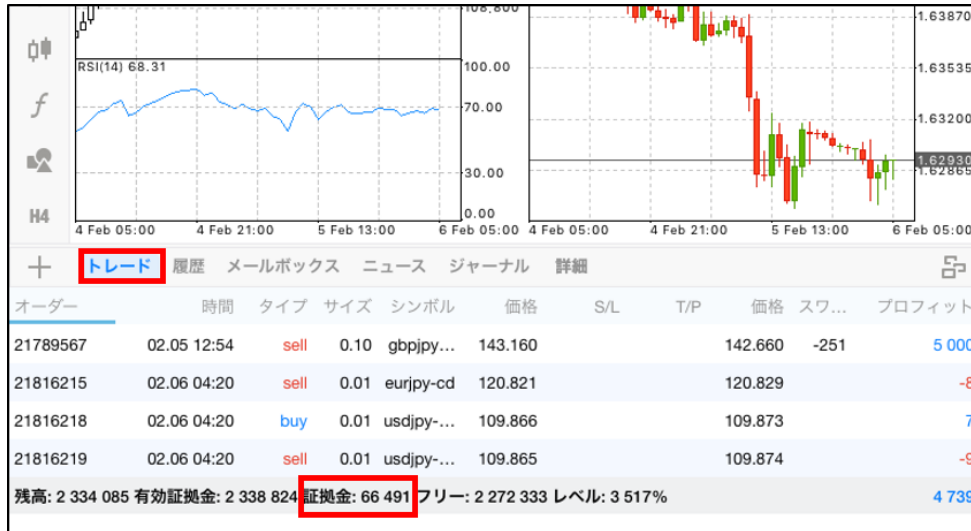 108,800
RSI(14) 68.31
100.00
70.00
30.00
0.00
4 Feb 05:00 4 Feb 21:00 5 Feb 13:00 6 Feb 05:00
1.63870
1.63535
1.63200
1.62930
1.62865
4 Feb 05:00 4 Feb 21:00 5 Feb 13:00 6 Feb 05:00
f
H4
トレード 履歴 メールボックス ニュース ジャーナル 詳細
オーダー 時間 タイプ サイズ シンボル 価格 S/L T/P 価格 スワ... プロフィット
21789567 02.05 12:54 sell 0.10 gbpjpy... 143.160 142.660 -251 5 000
21816215 02.06 04:20 sell 0.01 eurjpy-cd 120.821 120.829 -8
21816218 02.06 04:20 buy 0.01 usdjpy-... 109.866 109.873 7
21816219 02.06 04:20 sell 0.01 usdjpy-... 109.865 109.874 -9
残高: 2 334 085 有効証拠金: 2 338 824 証拠金: 66 491 フリー: 2 272 333 レベル: 3 517% 4 739